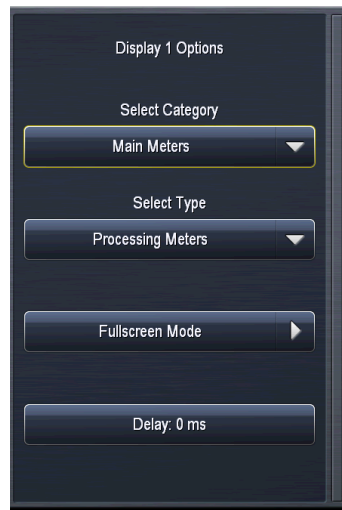 Display 1 Options
Select Category
Main Meters
Select Type
Processing Meters
Fullscreen Mode
Delay: 0 ms